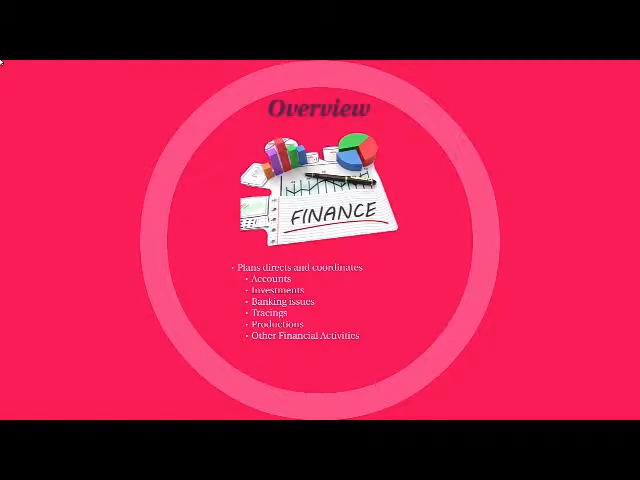 Overview
FINANCE
• Plans directs and coordinates
• Accounts
• Investments
• Banking issues
• Tracings
• Productions
• Other Financial Activities